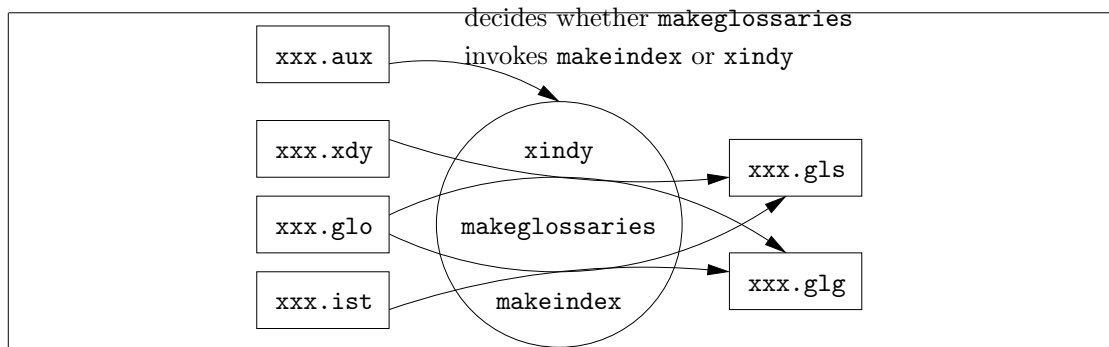 decides whether makeglossaries
invokes makeindex or xindy
xxx.aux
xxx.xdy
xindy
xxx.gls
xxx.glo
makeglossaries
xxx.glg
xxx.ist
makeindex